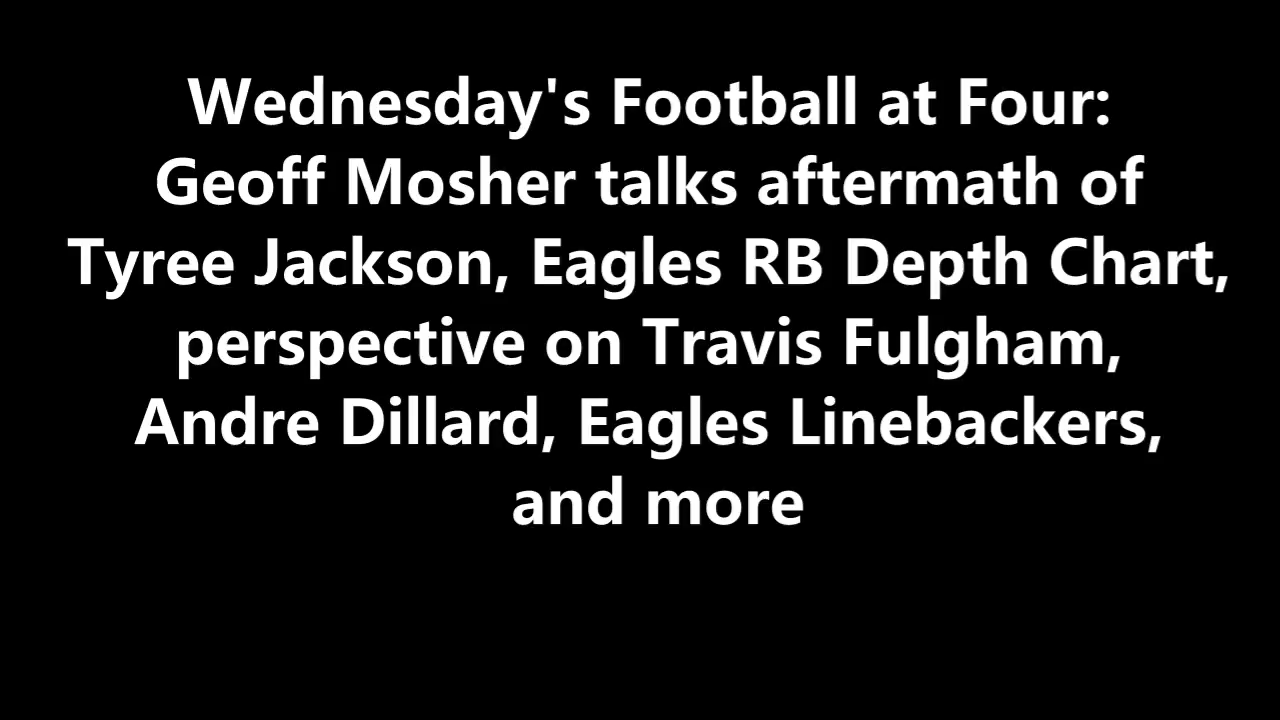 Wednesday's Football at Four:
Geoff Mosher talks aftermath of
Tyree Jackson, Eagles RB Depth Chart,
perspective on Travis Fulgham,
Andre Dillard, Eagles Linebackers,
and more